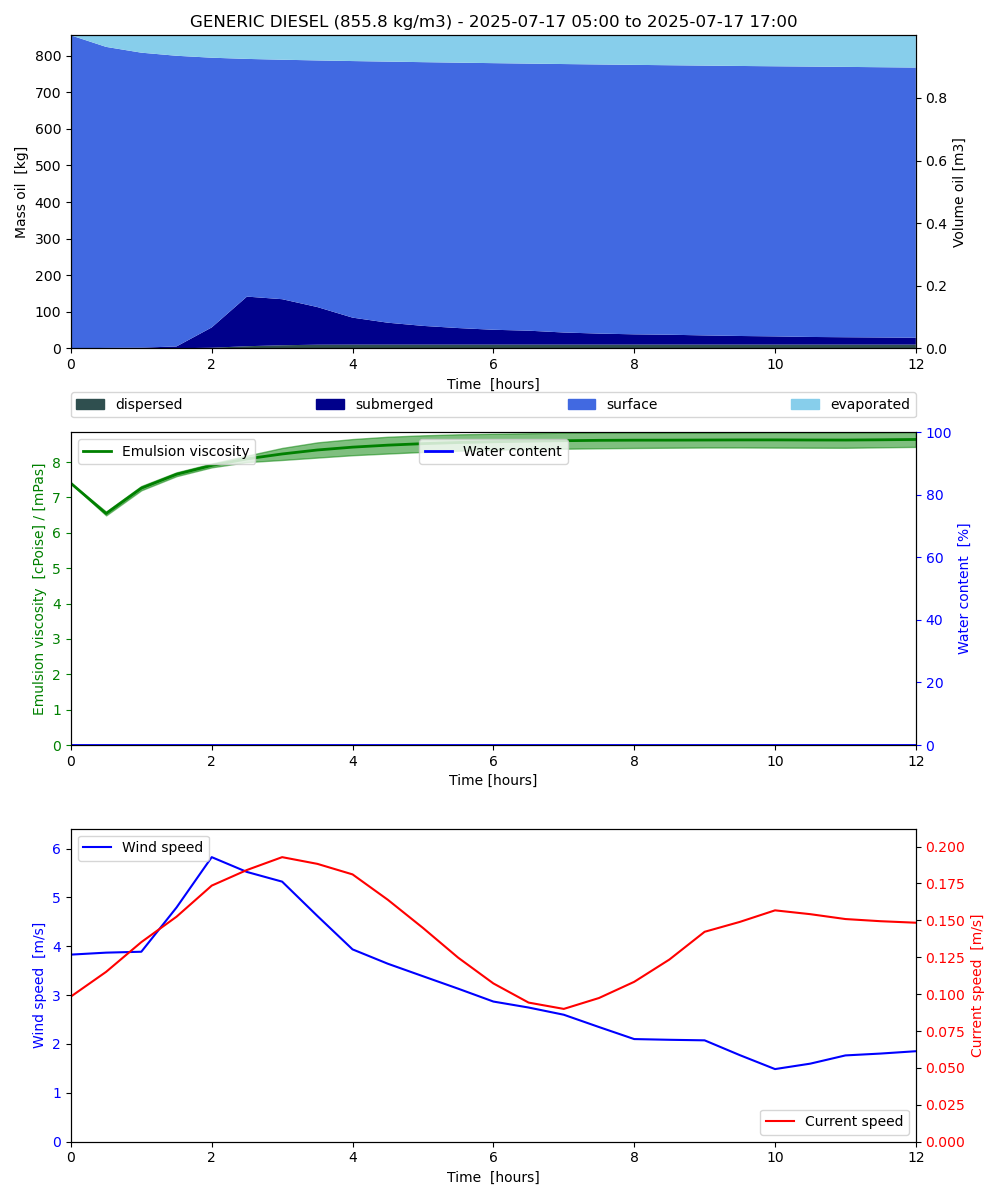 GENERIC DIESEL (855.8 kg/m3) - 2025-07-17 05:00 to 2025-07-17 17:00
Mass oil [kg]
800
700
600
500
400
300
200
100
0
Volume oil [m3]
0.8
0.6
0.4
0.2
0.0
0 2 4 6 8 10 12
Time [hours]
dispersed submerged surface evaporated
Emulsion viscosity Water content
Emulsion viscosity [cPoise] / [mPas]
8
7
6
5
4
3
2
1
0
Water content [%]
100
80
60
40
20
0
0 2 4 6 8 10 12
Time [hours]
Wind speed
Wind speed [m/s]
6
5
4
3
2
1
0
Current speed [m/s]
0.200
0.175
0.150
0.125
0.100
0.075
0.050
0.025
0.000
Current speed
0 2 4 6 8 10 12
Time [hours]